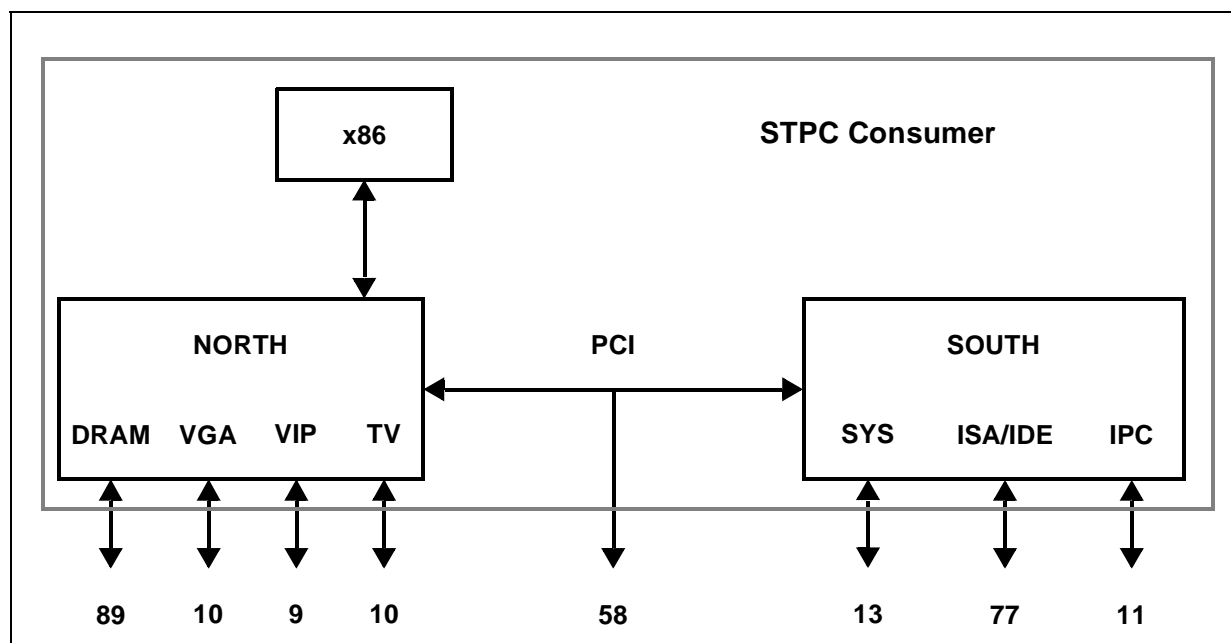 x86
STPC Consumer
NORTH
PCI
SOUTH
DRAM VGA VIP TV
SYS ISA/IDE IPC
89 10 9 10 58 13 77 11